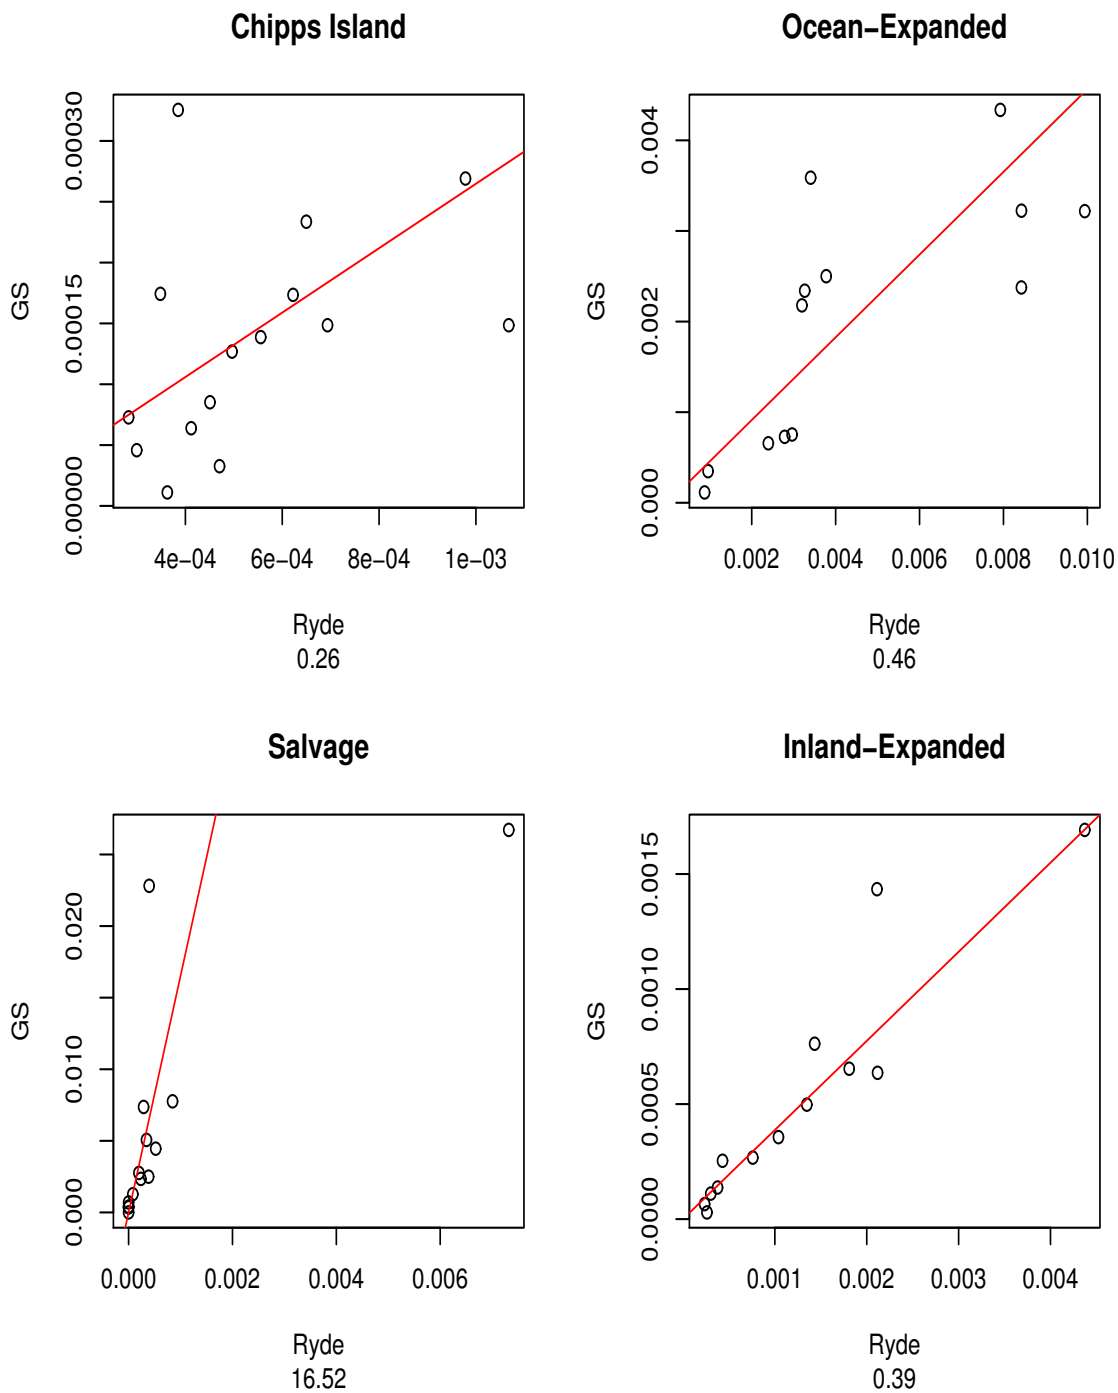 Chipps Island
GS
0.00000
0.00015
0.00030
4e−04 6e−04 8e−04 1e−03
Ryde
0.26
Ocean−Expanded
GS
0.000
0.002
0.004
0.002 0.004 0.006 0.008 0.010
Ryde
0.46
Salvage
GS
0.000
0.010
0.020
0.000 0.002 0.004 0.006
Ryde
16.52
Inland−Expanded
GS
0.0000
0.0005
0.0010
0.0015
0.001 0.002 0.003 0.004
Ryde
0.39